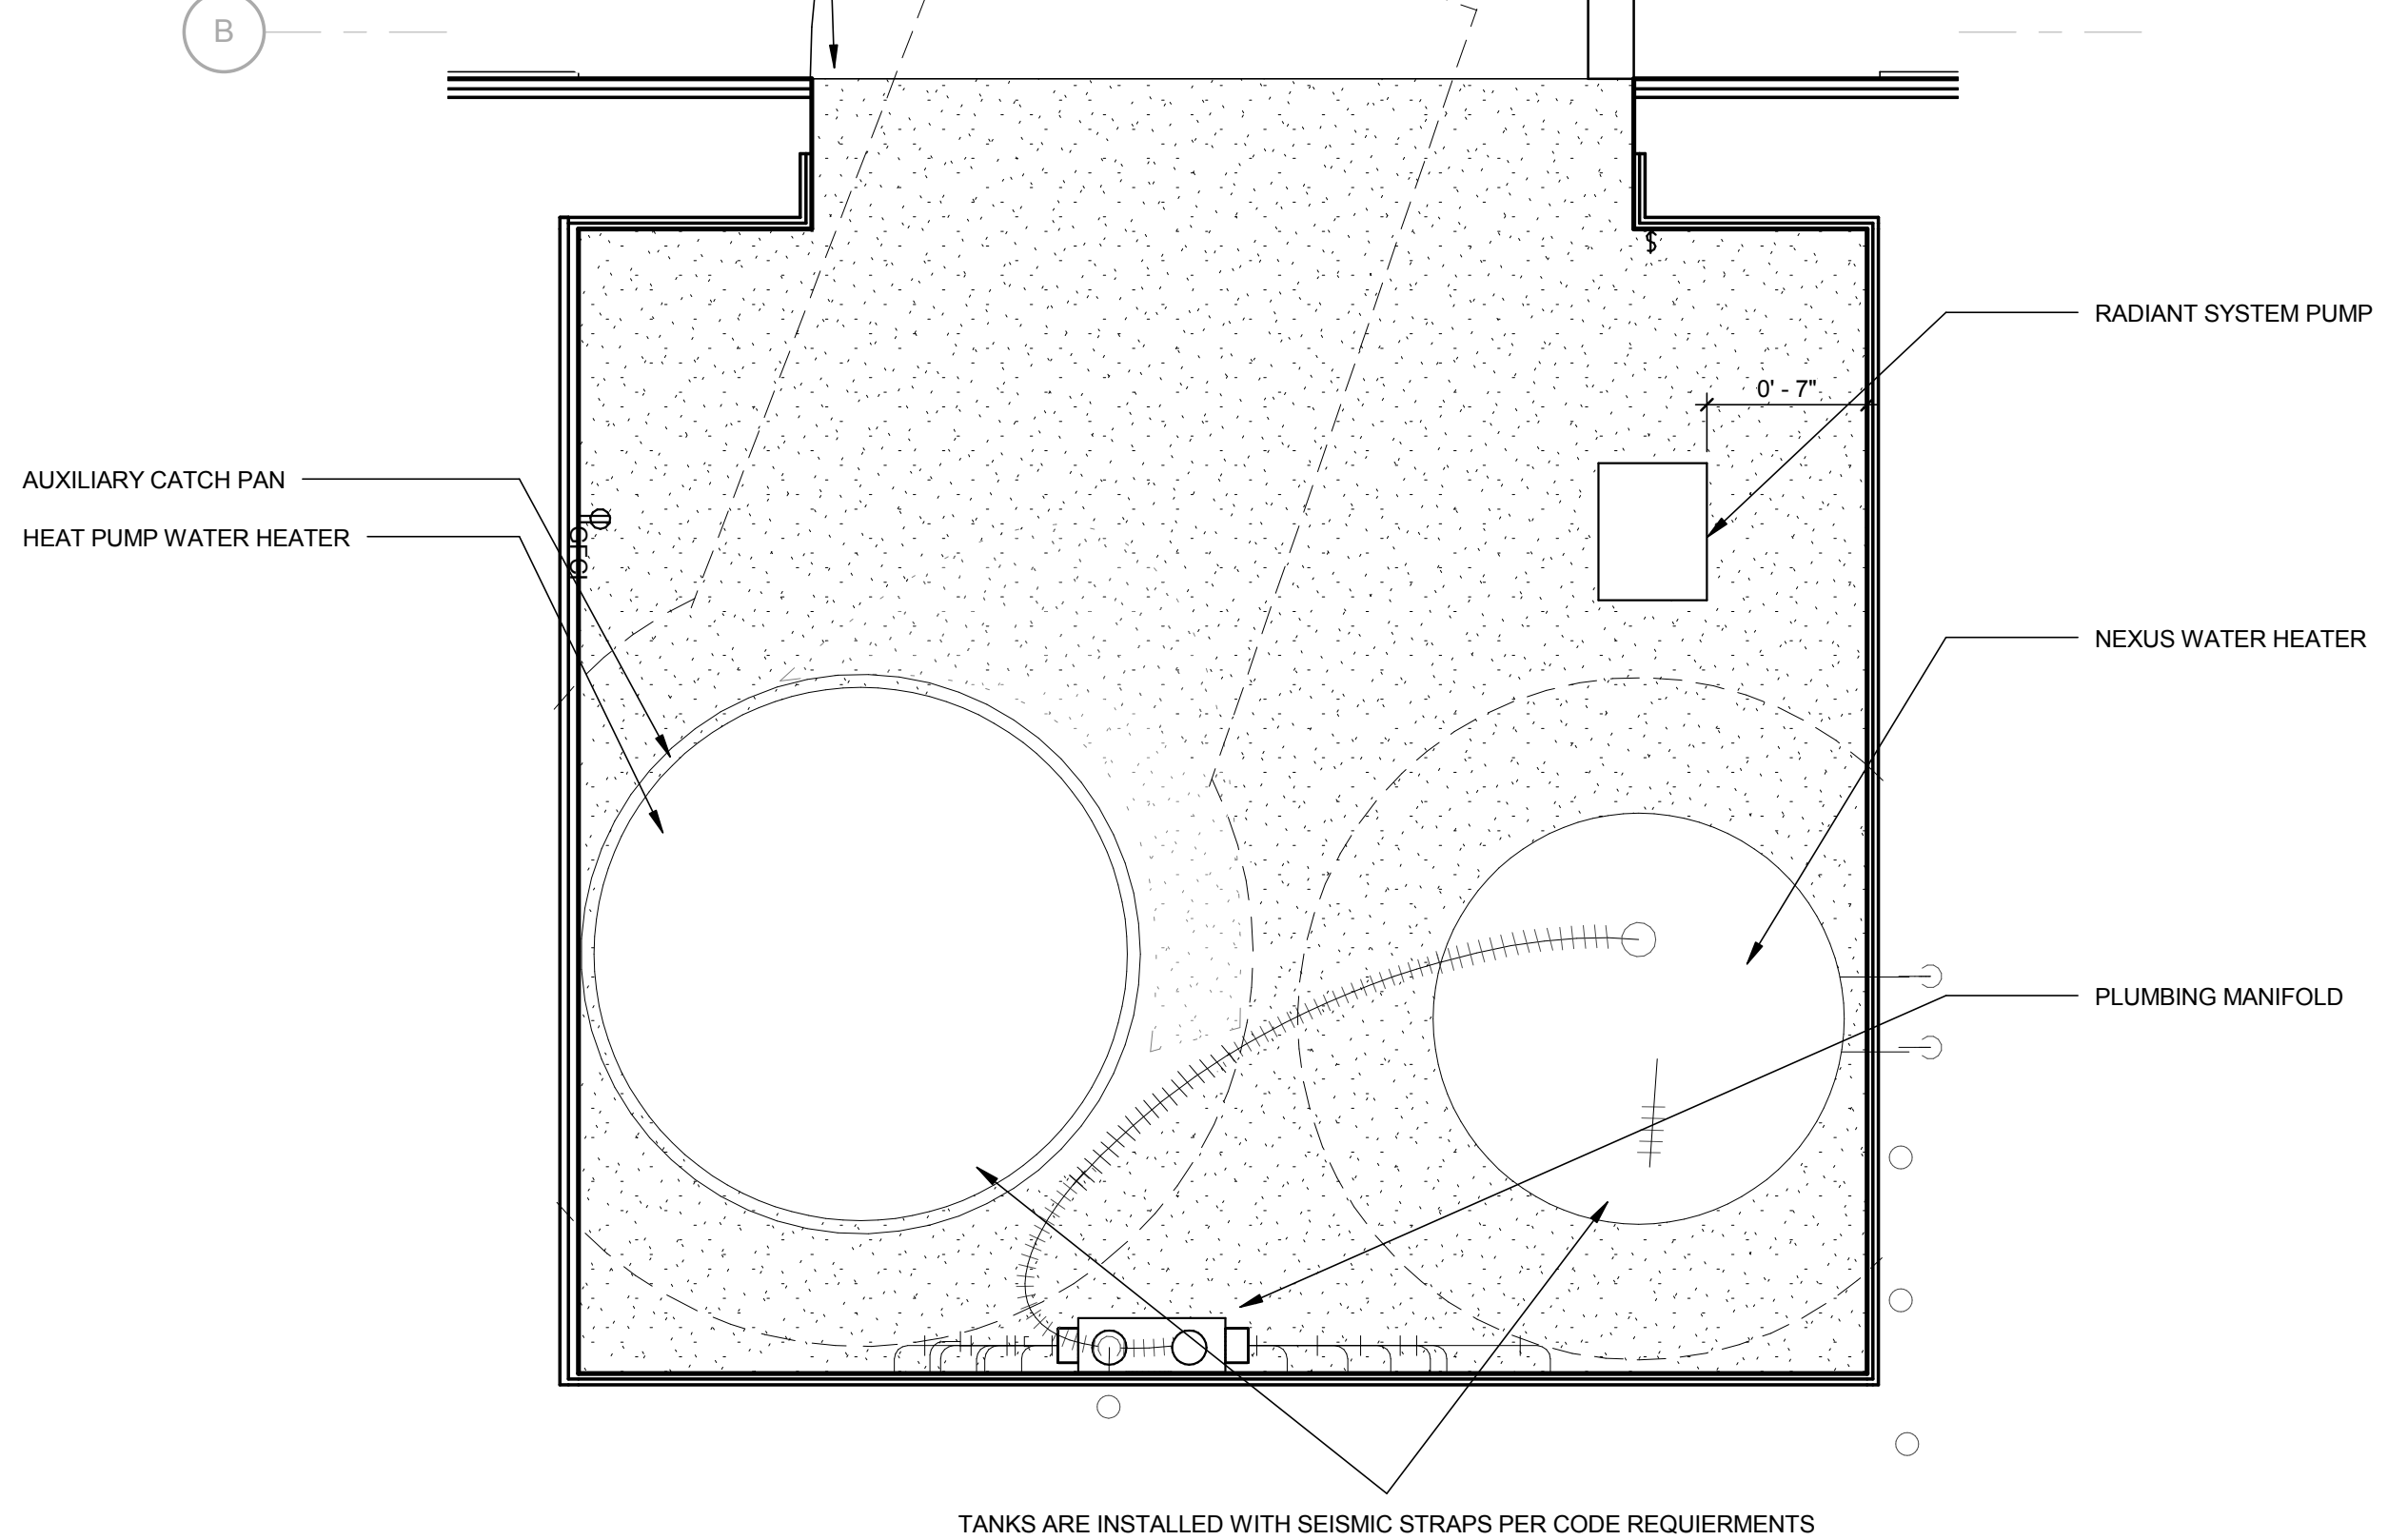 B
$
RADIANT SYSTEM PUMP
0' - 7"
AUXILIARY CATCH PAN
HEAT PUMP WATER HEATER
GFCI
NEXUS WATER HEATER
PLUMBING MANIFOLD
TANKS ARE INSTALLED WITH SEISMIC STRAPS PER CODE REQUIERMENTS